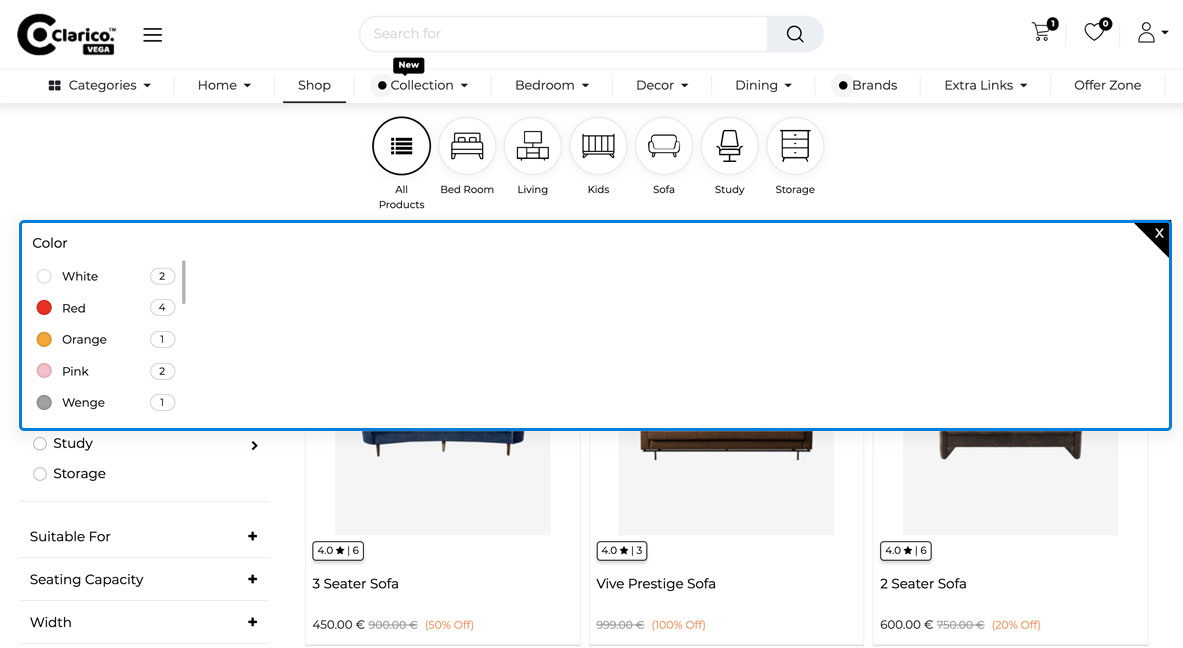 Clarico.™
VEGA
Search for
1
0
New
Categories
Home
Shop
Collection
Bedroom
Decor
Dining
Brands
Extra Links
Offer Zone
All
Products
Bed Room
Living
Kids
Sofa
Study
Storage
Color
X
White 2
Red 4
Orange 1
Pink 2
Wenge 1
Study
Storage
Suitable For +
Seating Capacity +
Width +
4.0 ★ | 6
3 Seater Sofa
450.00 € 900.00 € (50% Off)
4.0 ★ | 3
Vive Prestige Sofa
999.00 € (100% Off)
4.0 ★ | 6
2 Seater Sofa
600.00 € 750.00 € (20% Off)